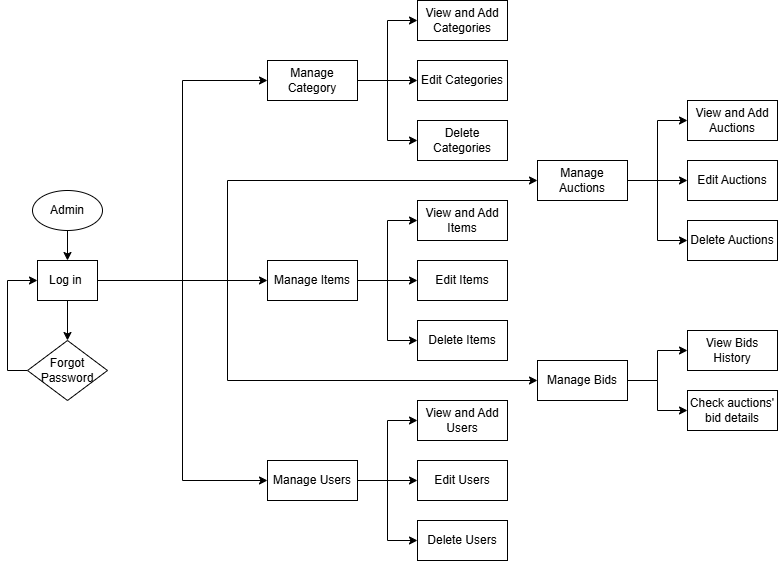 View and Add
Categories
Manage
Category
Edit Categories
Delete
Categories
View and Add
Auctions
Manage
Auctions
Edit Auctions
Delete Auctions
Admin
View and Add
Items
Log in
Manage Items
Edit Items
Delete Items
Forgot
Password
View Bids
History
Manage Bids
Check auctions'
bid details
View and Add
Users
Manage Users
Edit Users
Delete Users